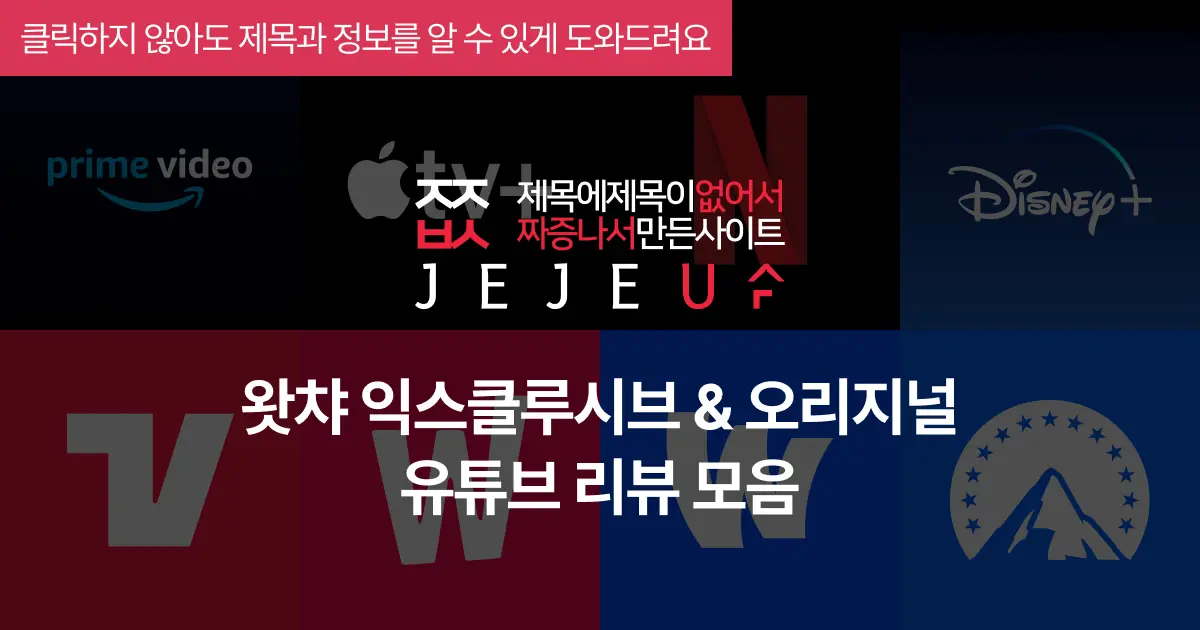 클릭하지 않아도 제목과 정보를 알 수 있게 도와드려요
prime video
tv+
N
Disney+
줎
제목에제목이없어서
짜증나서만든사이트
JEJEU
왓챠 익스클루시브 & 오리지널
유튜브 리뷰 모음